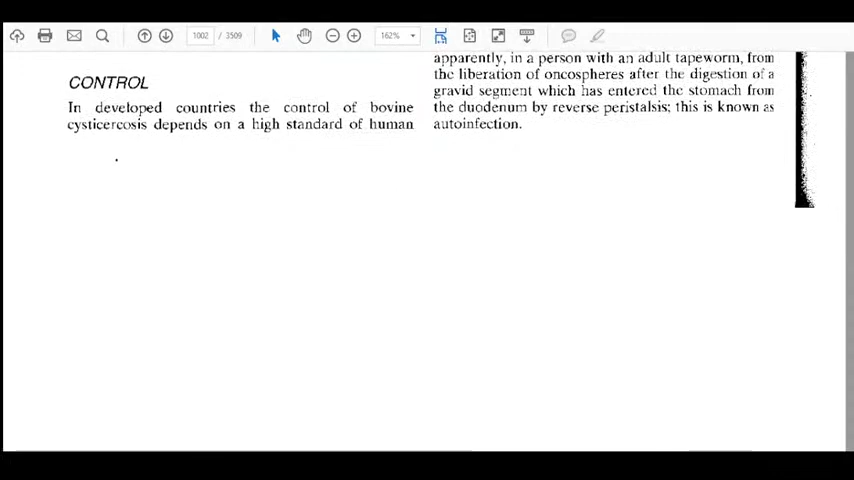 1002 / 3509
162%
CONTROL
In developed countries the control of bovine
cysticercosis depends on a high standard of human
apparently, in a person with an adult tapeworm, from
the liberation of oncospheres after the digestion of a
gravid segment which has entered the stomach from
the duodenum by reverse peristalsis; this is known as
autoinfection.